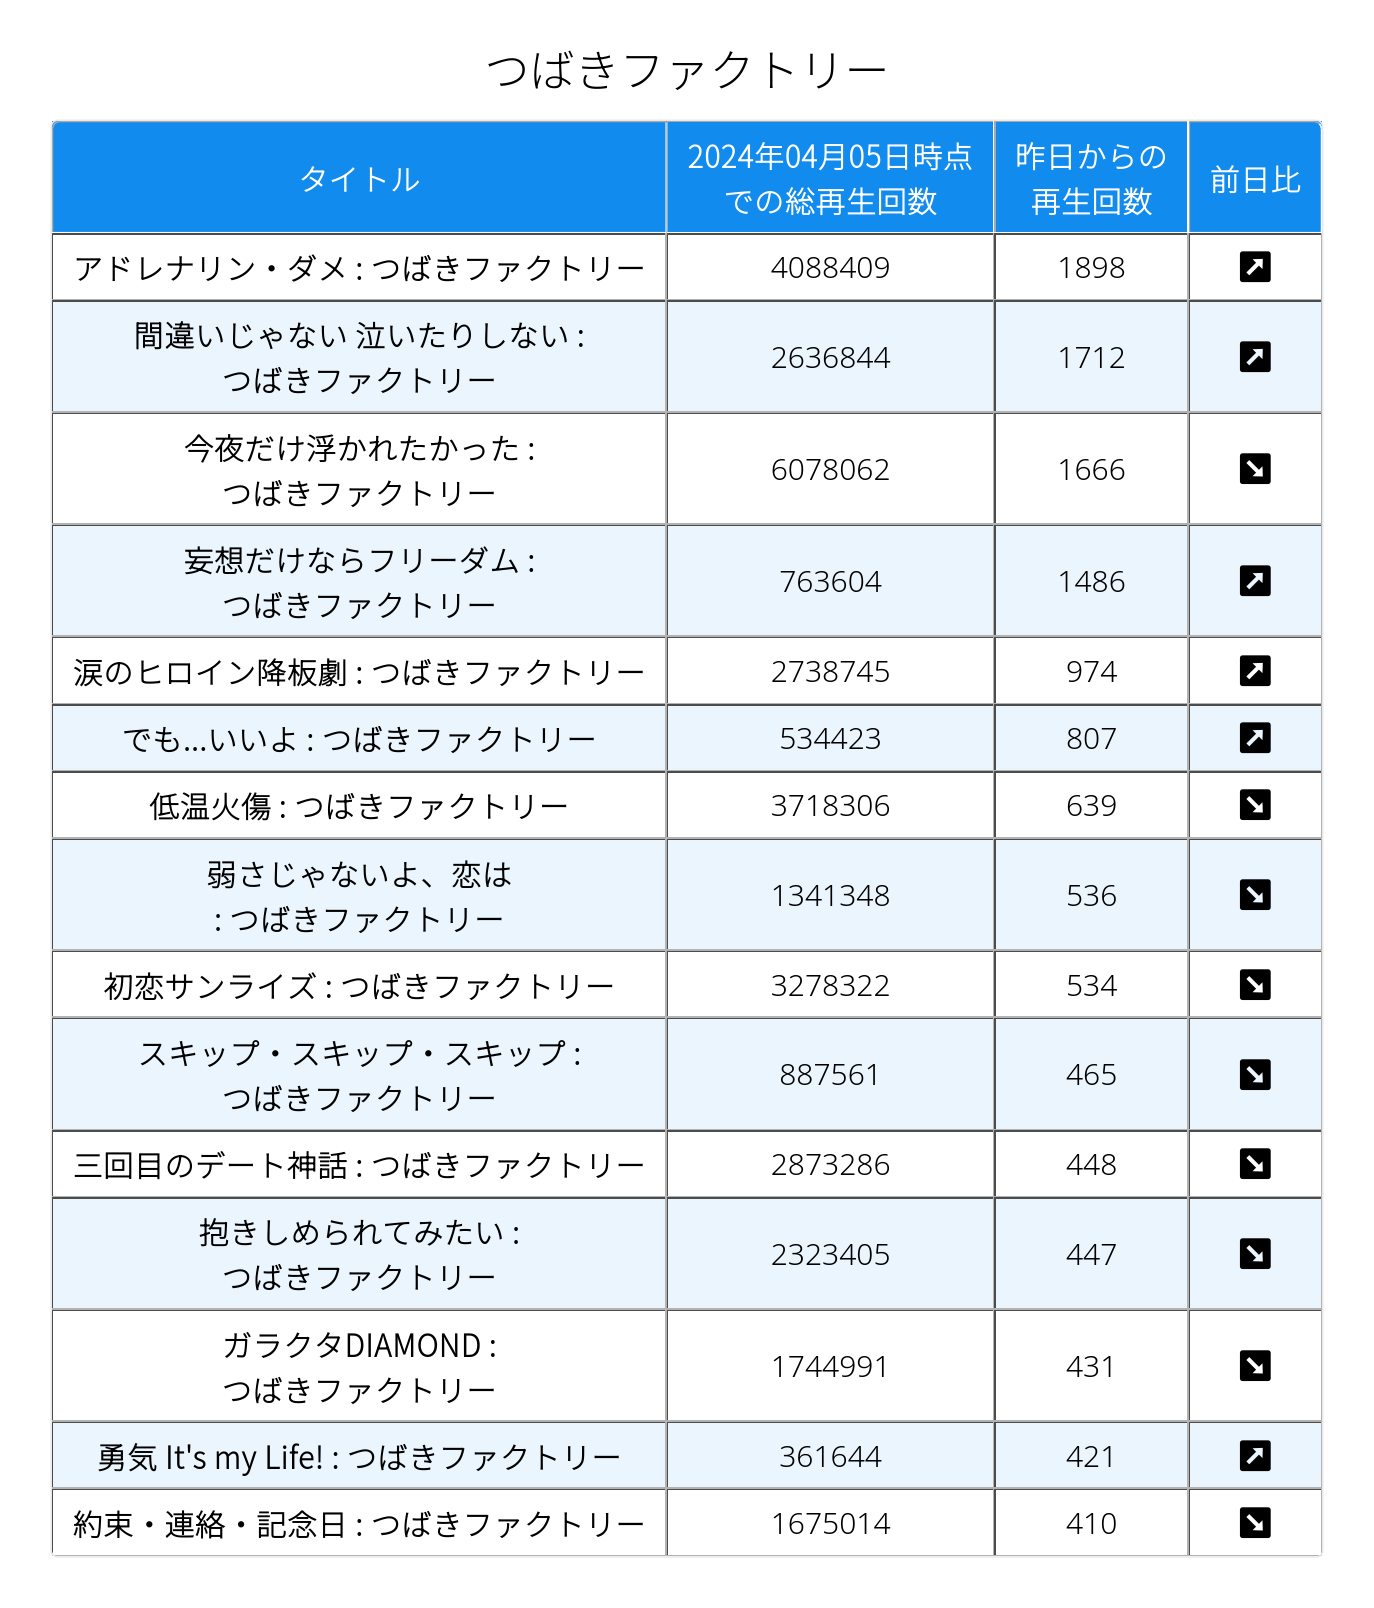 つばきファクトリー
タイトル
2024年04月05日時点
での総再生回数
昨日からの
再生回数
前日比
アドレナリン・ダメ : つばきファクトリー
4088409
1898
間違いじゃない 泣いたりしない :
つばきファクトリー
2636844
1712
今夜だけ浮かれたかった :
つばきファクトリー
6078062
1666
妄想だけならフリーダム :
つばきファクトリー
763604
1486
涙のヒロイン降板劇 : つばきファクトリー
2738745
974
でも...いいよ : つばきファクトリー
534423
807
低温火傷 : つばきファクトリー
3718306
639
弱さじゃないよ、恋は
: つばきファクトリー
1341348
536
初恋サンライズ : つばきファクトリー
3278322
534
スキップ・スキップ・スキップ :
つばきファクトリー
887561
465
三回目のデート神話 : つばきファクトリー
2873286
448
抱きしめられてみたい :
つばきファクトリー
2323405
447
ガラクタDIAMOND :
つばきファクトリー
1744991
431
勇気 It's my Life! : つばきファクトリー
361644
421
約束・連絡・記念日 : つばきファクトリー
1675014
410